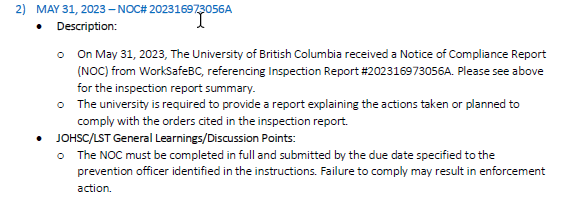 2) MAY 31, 2023 – NOC# 202316973056A
• Description:
o On May 31, 2023, The University of British Columbia received a Notice of Compliance Report
(NOC) from WorkSafeBC, referencing Inspection Report #202316973056A. Please see above
for the inspection report summary.
o The university is required to provide a report explaining the actions taken or planned to
comply with the orders cited in the inspection report.
• JOHSC/LST General Learnings/Discussion Points:
o The NOC must be completed in full and submitted by the due date specified to the
prevention officer identified in the instructions. Failure to comply may result in enforcement
action.